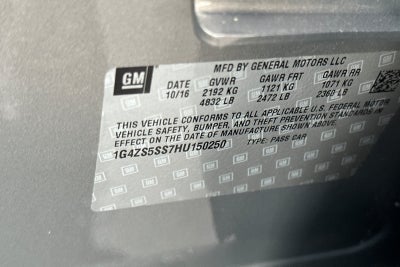 GM
MFD BY GENERAL MOTORS LLC
DATE GVWR GAWR FRT GAWR RR
10/16 2192 KG 1121 KG 1071 KG
4832 LB 2472 LB 2360 LB
THIS VEHICLE CONFORMS TO ALL APPLICABLE U.S. FEDERAL MOTOR
VEHICLE SAFETY, BUMPER, AND THEFT PREVENTION STANDARDS IN
EFFECT ON THE DATE OF MANUFACTURE SHOWN ABOVE.
1G4ZS5SS7HU150250 TYPE: PASS CAR